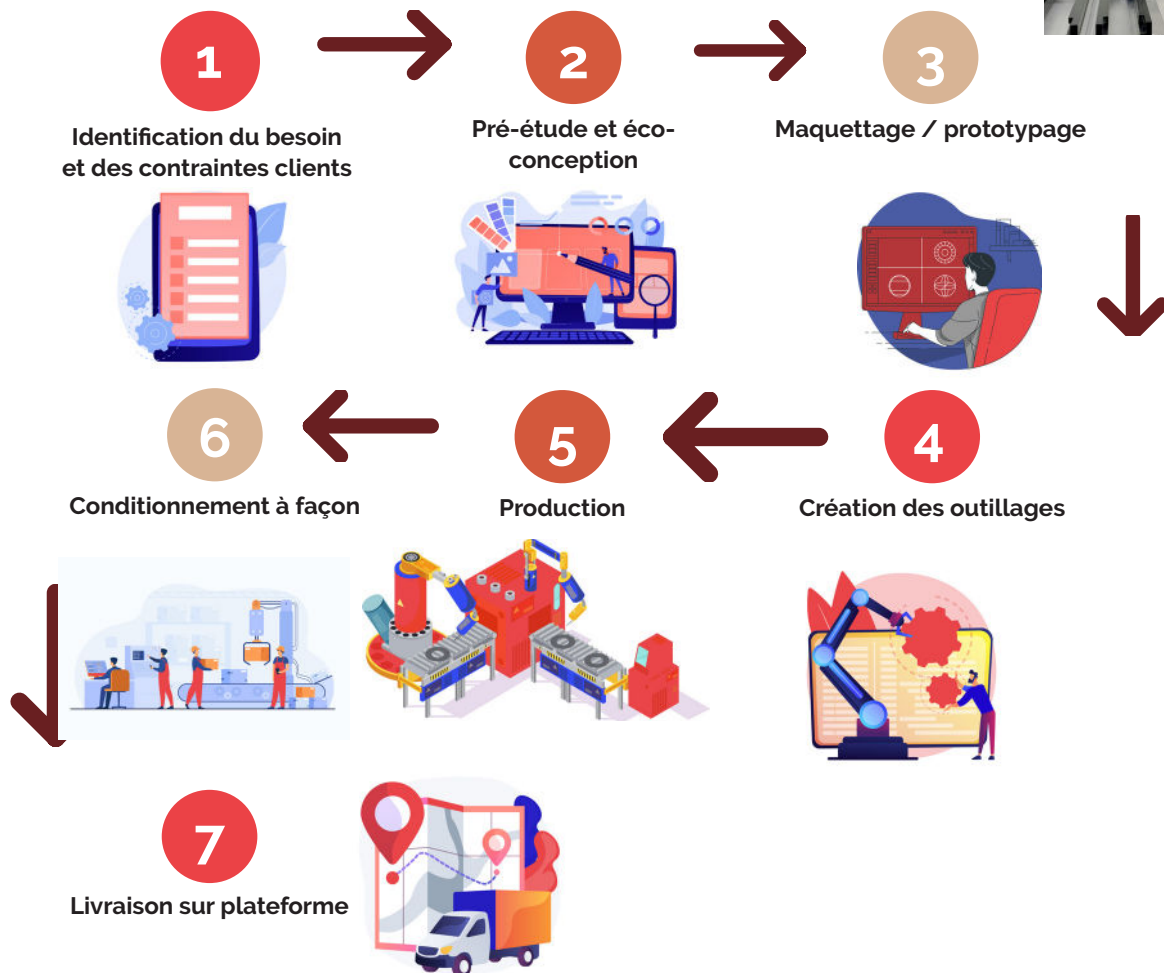 1
Identification du besoin
et des contraintes clients
2
Pré-étude et éco-
conception
3
Maquettage / prototypage
4
Création des outillages
5
Production
6
Conditionnement à façon
7
Livraison sur plateforme